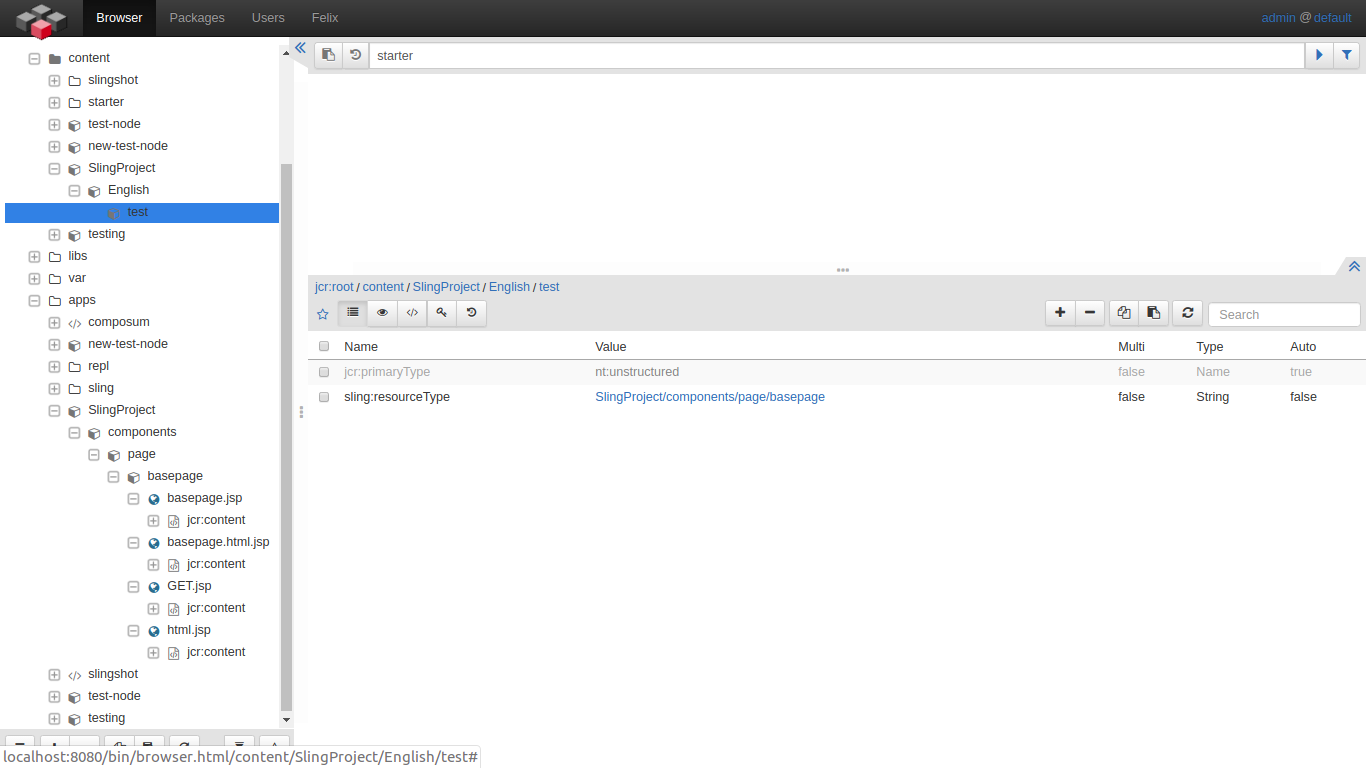 Browser Packages Users Felix admin @ default
content
slingshot
starter
test-node
new-test-node
SlingProject
English
test
testing
libs
var
apps
composum
new-test-node
repl
sling
SlingProject
components
page
basepage
basepage.jsp
jcr:content
basepage.html.jsp
jcr:content
GET.jsp
jcr:content
html.jsp
jcr:content
slingshot
test-node
testing
starter
jcr:root / content / SlingProject / English / test
Search
Name Value Multi Type Auto
jcr:primaryType nt:unstructured false Name true
sling:resourceType SlingProject/components/page/basepage false String false
localhost:8080/bin/browser.html/content/SlingProject/English/test#